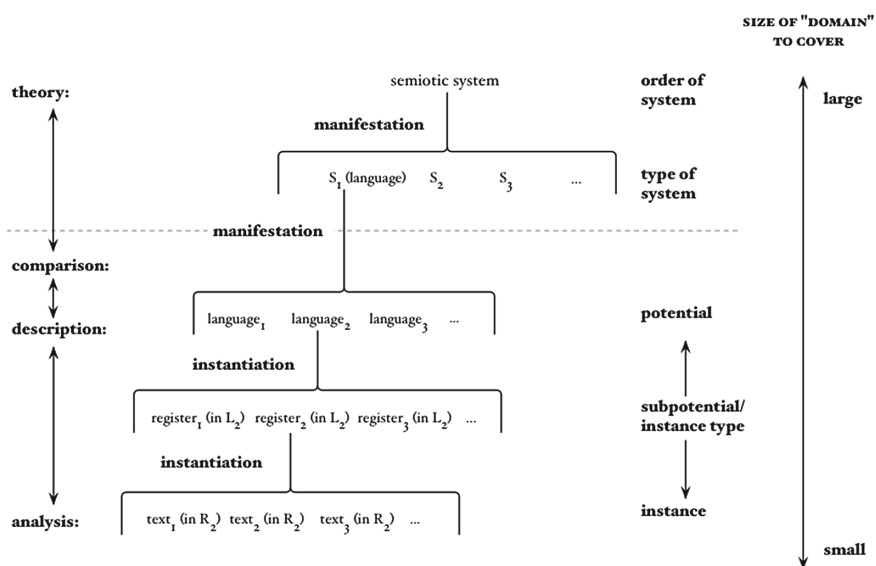 SIZE OF "DOMAIN"
TO COVER
theory:
semiotic system
order of
system
large
manifestation
S₁ (language) S₂ S₃ ...
type of
system
manifestation
comparison:
description:
language₁ language₂ language₃ ...
potential
instantiation
register₁ (in L₂) register₂ (in L₂) register₃ (in L₂) ...
subpotential/
instance type
instantiation
analysis:
text₁ (in R₂) text₂ (in R₂) text₃ (in R₂) ...
instance
small